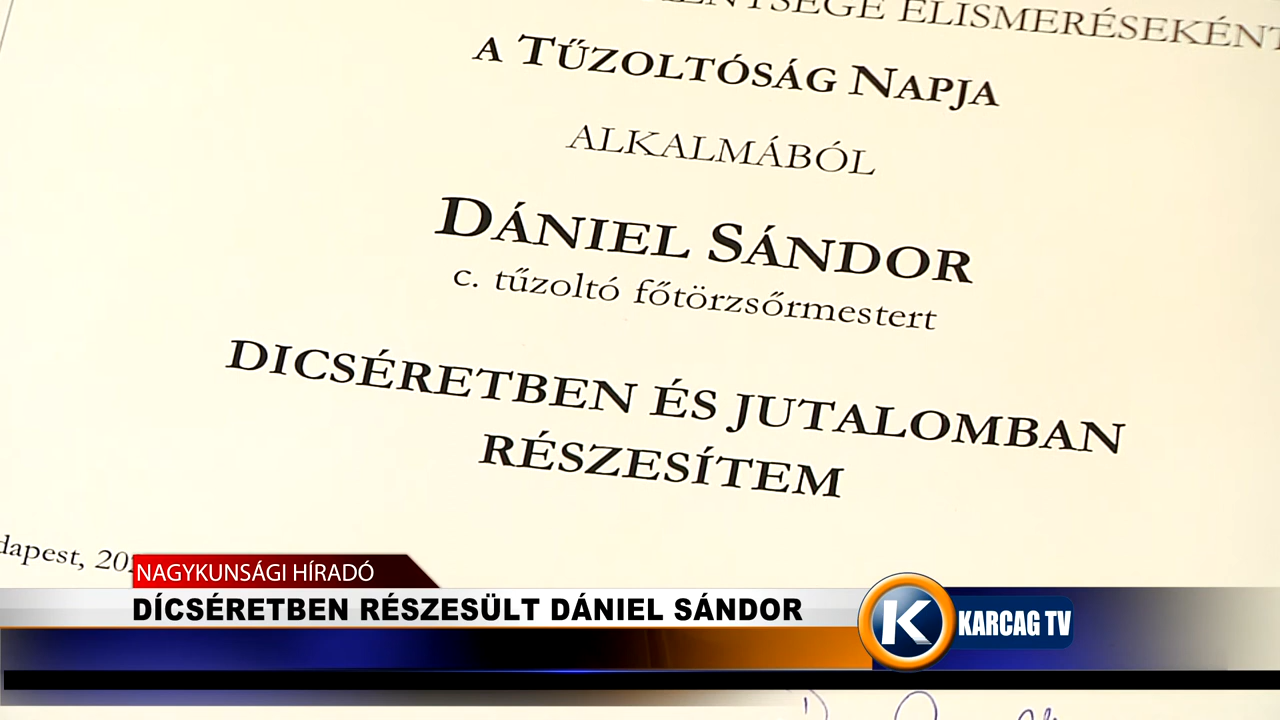 ELISMERÉSEKÉNT
A TŰZOLTÓSÁG NAPJA
ALKALMÁBÓL
DÁNIEL SÁNDOR
c. tűzoltó főtörzsőrmestert
DICSÉRETBEN ÉS JUTALOMBAN
RÉSZESÍTEM
NAGYKUNSÁGI HÍRADÓ
DÍCSÉRETBEN RÉSZESÜLT DÁNIEL SÁNDOR
K KARCAG TV